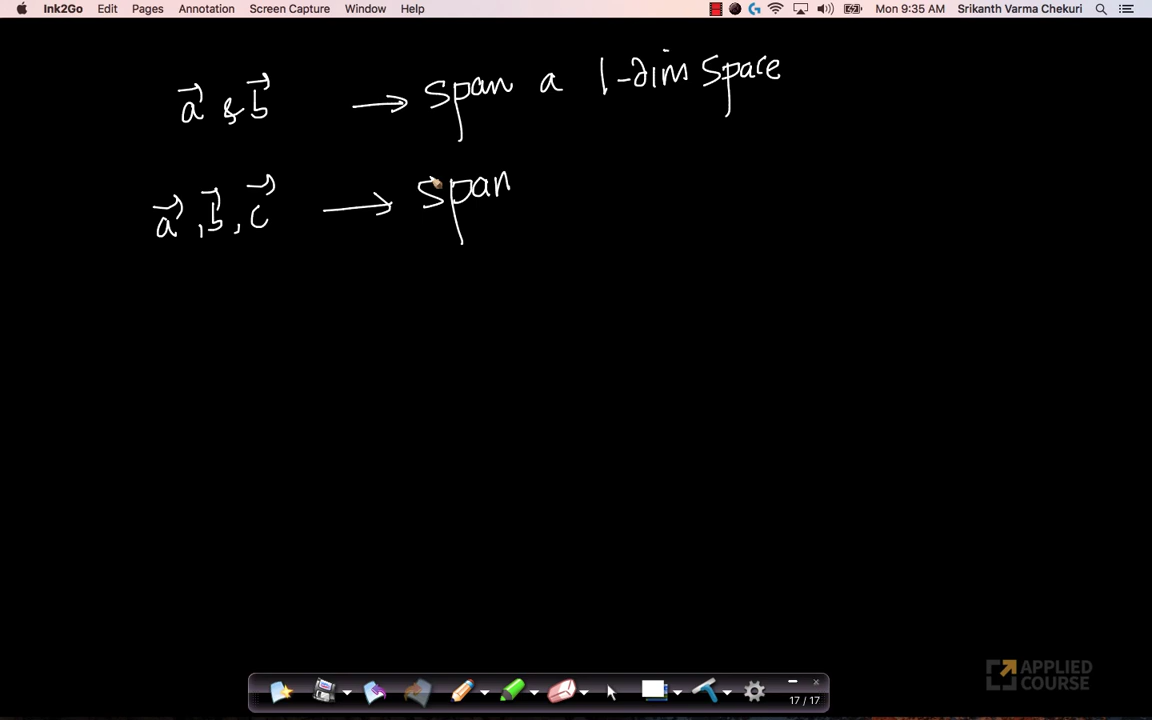 Ink2Go Edit Pages Annotation Screen Capture Window Help Mon 9:35 AM Srikanth Varma Chekuri
a⃗ & b⃗ → span a 1-dim space
a⃗, b⃗, c⃗ → span
APPLIED
COURSE
17 / 17